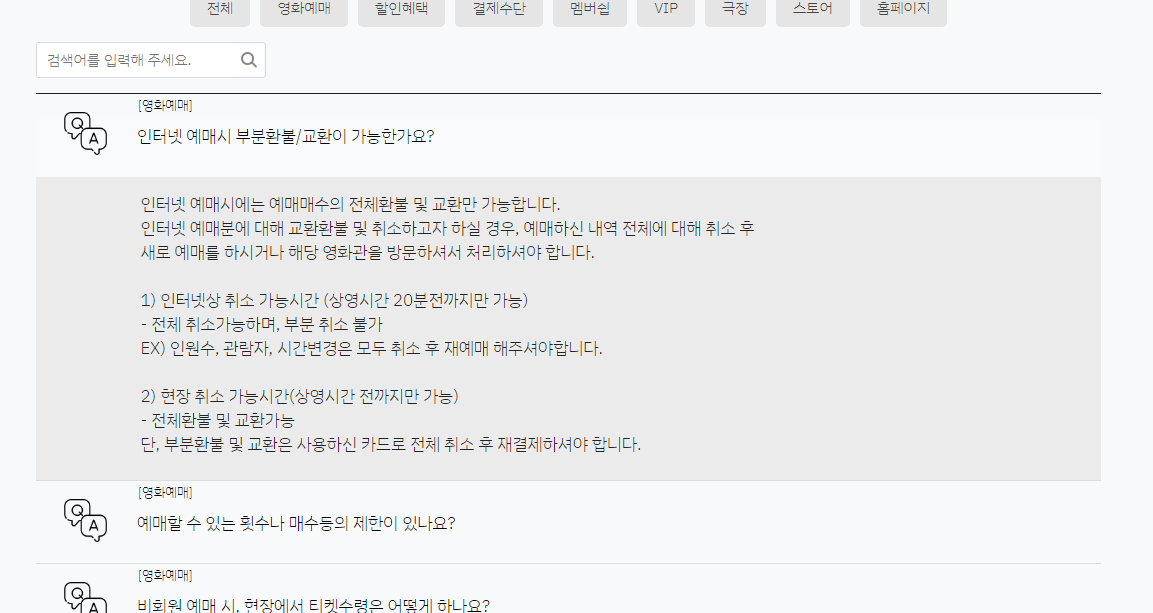 전체 영화예매 할인혜택 결제수단 멤버쉽 VIP 극장 스토어 홈페이지
검색어를 입력해 주세요.
[영화예매]
Q A
인터넷 예매시 부분환불/교환이 가능한가요?
인터넷 예매시에는 예매매수의 전체환불 및 교환만 가능합니다.
인터넷 예매분에 대해 교환환불 및 취소하고자 하실 경우, 예매하신 내역 전체에 대해 취소 후
새로 예매를 하시거나 해당 영화관을 방문하셔서 처리하셔야 합니다.
1) 인터넷상 취소 가능시간 (상영시간 20분전까지만 가능)
- 전체 취소가능하며, 부분 취소 불가
EX) 인원수, 관람자, 시간변경은 모두 취소 후 재예매 해주셔야합니다.
2) 현장 취소 가능시간(상영시간 전까지만 가능)
- 전체환불 및 교환가능
단, 부분환불 및 교환은 사용하신 카드로 전체 취소 후 재결제하셔야 합니다.
[영화예매]
Q A
예매할 수 있는 횟수나 매수등의 제한이 있나요?
[영화예매]
Q A
비회원 예매 시, 현장에서 티켓수령은 어떻게 하나요?